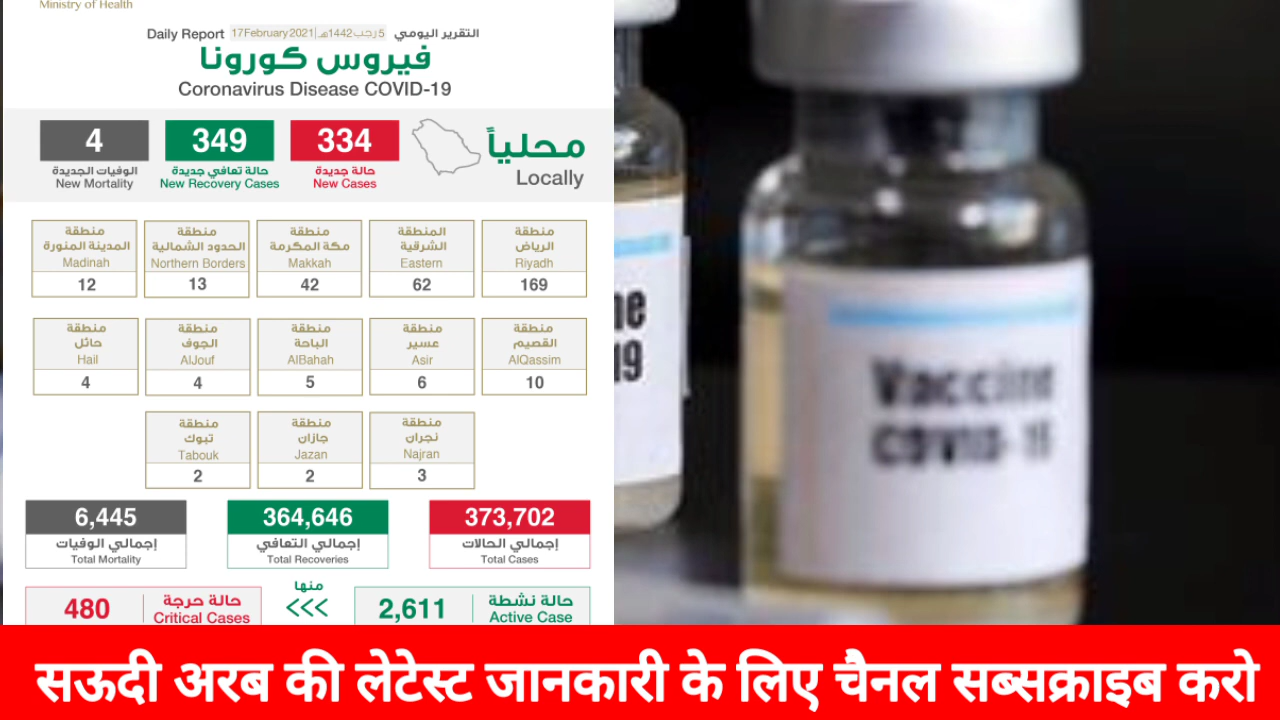 Ministry of Health
Daily Report 17 February 2021 | 5 رجب 1442هـ التقرير اليومي
فيروس كورونا
Coronavirus Disease COVID-19
محلياً
Locally
4
الوفيات الجديدة
New Mortality
349
حالة تعافي جديدة
New Recovery Cases
334
حالة جديدة
New Cases
منطقة
المدينة المنورة
Madinah
12
منطقة
الحدود الشمالية
Northern Borders
13
منطقة
مكة المكرمة
Makkah
42
المنطقة
الشرقية
Eastern
62
منطقة
الرياض
Riyadh
169
منطقة
حائل
Hail
4
منطقة
الجوف
AlJouf
4
منطقة
الباحة
AlBahah
5
منطقة
عسير
Asir
6
منطقة
القصيم
AlQassim
10
منطقة
تبوك
Tabouk
2
منطقة
جازان
Jazan
2
منطقة
نجران
Najran
3
6,445
إجمالي الوفيات
Total Mortality
364,646
إجمالي التعافي
Total Recoveries
373,702
إجمالي الحالات
Total Cases
480
حالة حرجة
Critical Cases
منها
<<<
2,611
حالة نشطة
Active Case
ne
19
Vaccine
COVID-19
सऊदी अरब की लेटेस्ट जानकारी के लिए चैनल सब्सक्राइब करो